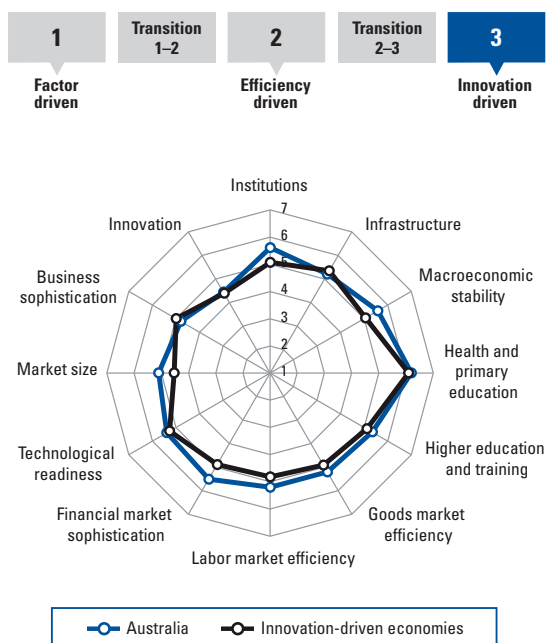 1
Transition
1–2
2
Transition
2–3
3
Factor
driven
Efficiency
driven
Innovation
driven
Institutions
7
Innovation
Infrastructure
6
Business
sophistication
5
Macroeconomic
stability
4
3
2
Market size
1
Health and
primary
education
Technological
readiness
Higher education
and training
Financial market
sophistication
Goods market
efficiency
Labor market efficiency
Australia
Innovation-driven economies